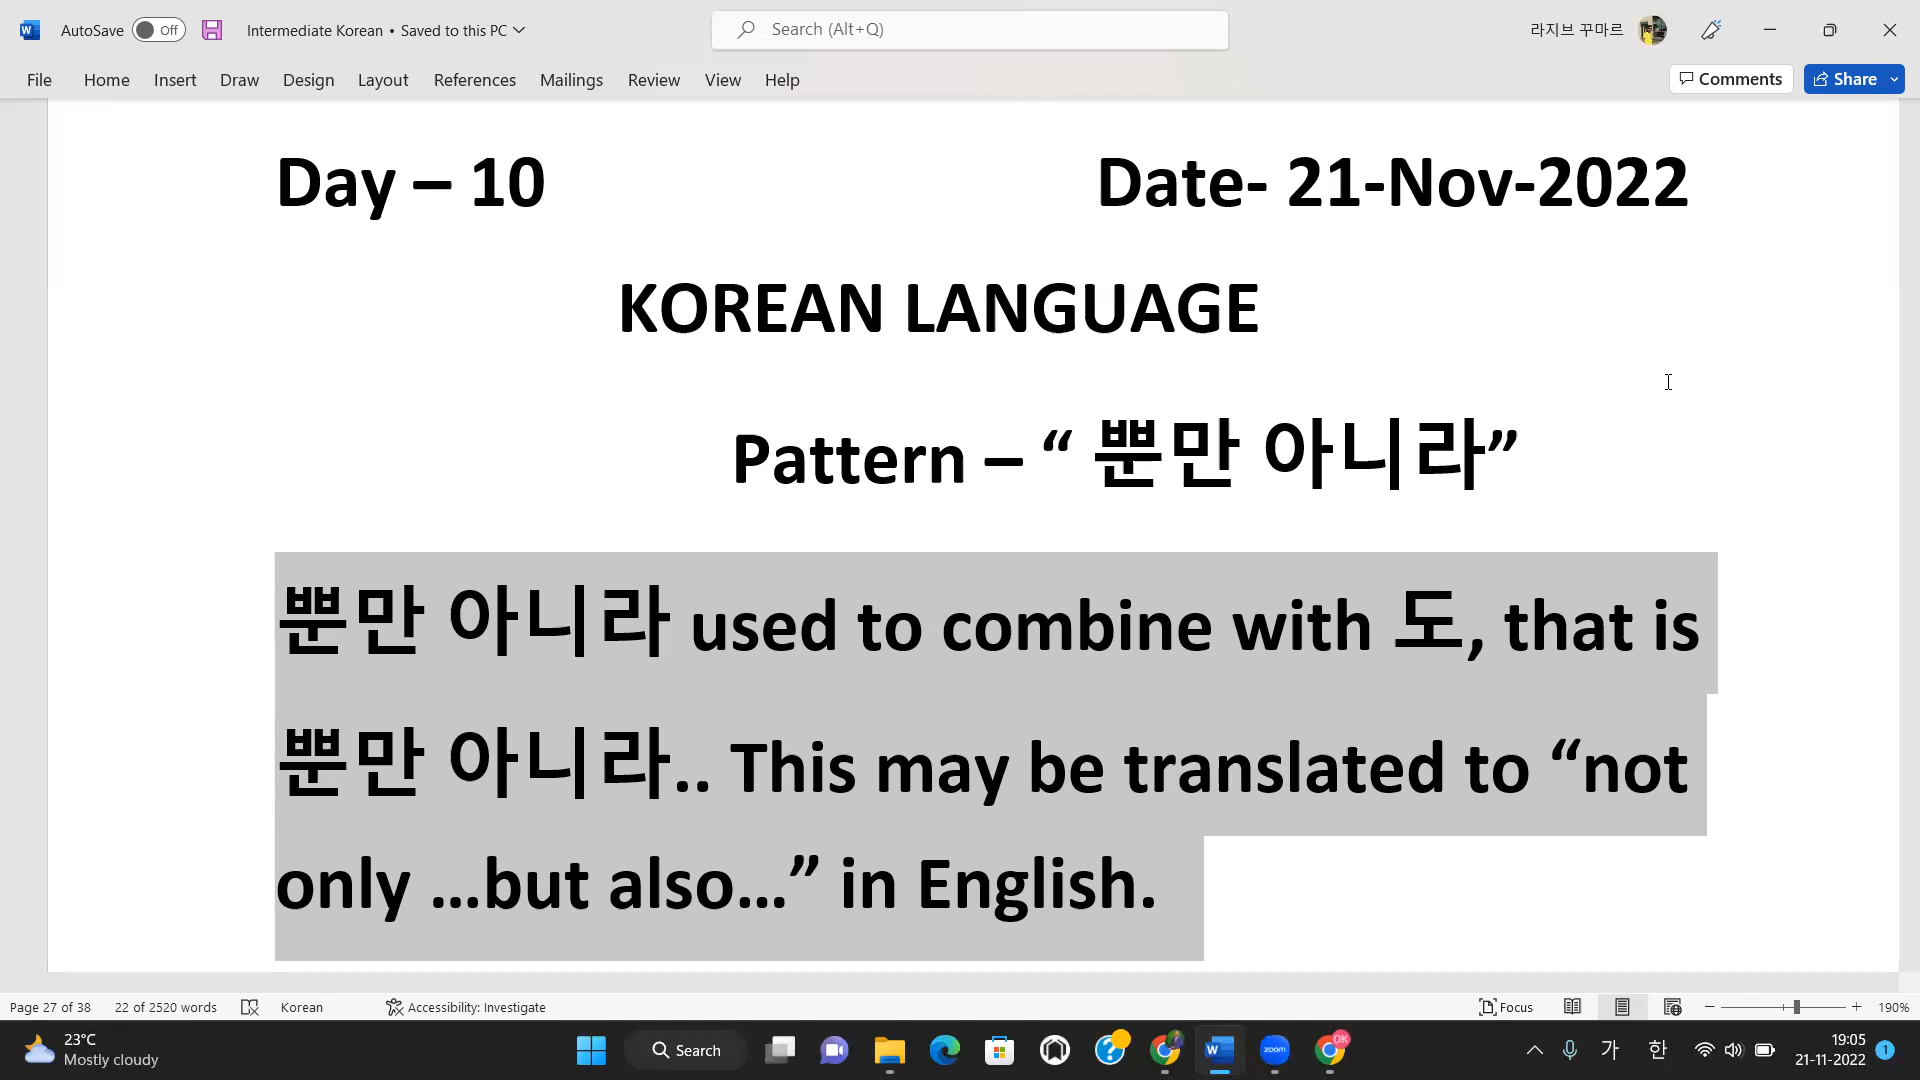 AutoSave Off Intermediate Korean • Saved to this PC Search (Alt+Q) 라지브 꾸마르
File Home Insert Draw Design Layout References Mailings Review View Help Comments Share
Day – 10 Date- 21-Nov-2022
KOREAN LANGUAGE
Pattern – “ 뿐만 아니라”
뿐만 아니라 used to combine with 도, that is
뿐만 아니라.. This may be translated to “not
only …but also…” in English.
Page 27 of 38 22 of 2520 words Korean Accessibility: Investigate Focus 190%
23°C
Mostly cloudy
Search
zoom
OK
가 한
19:05
21-11-2022
1